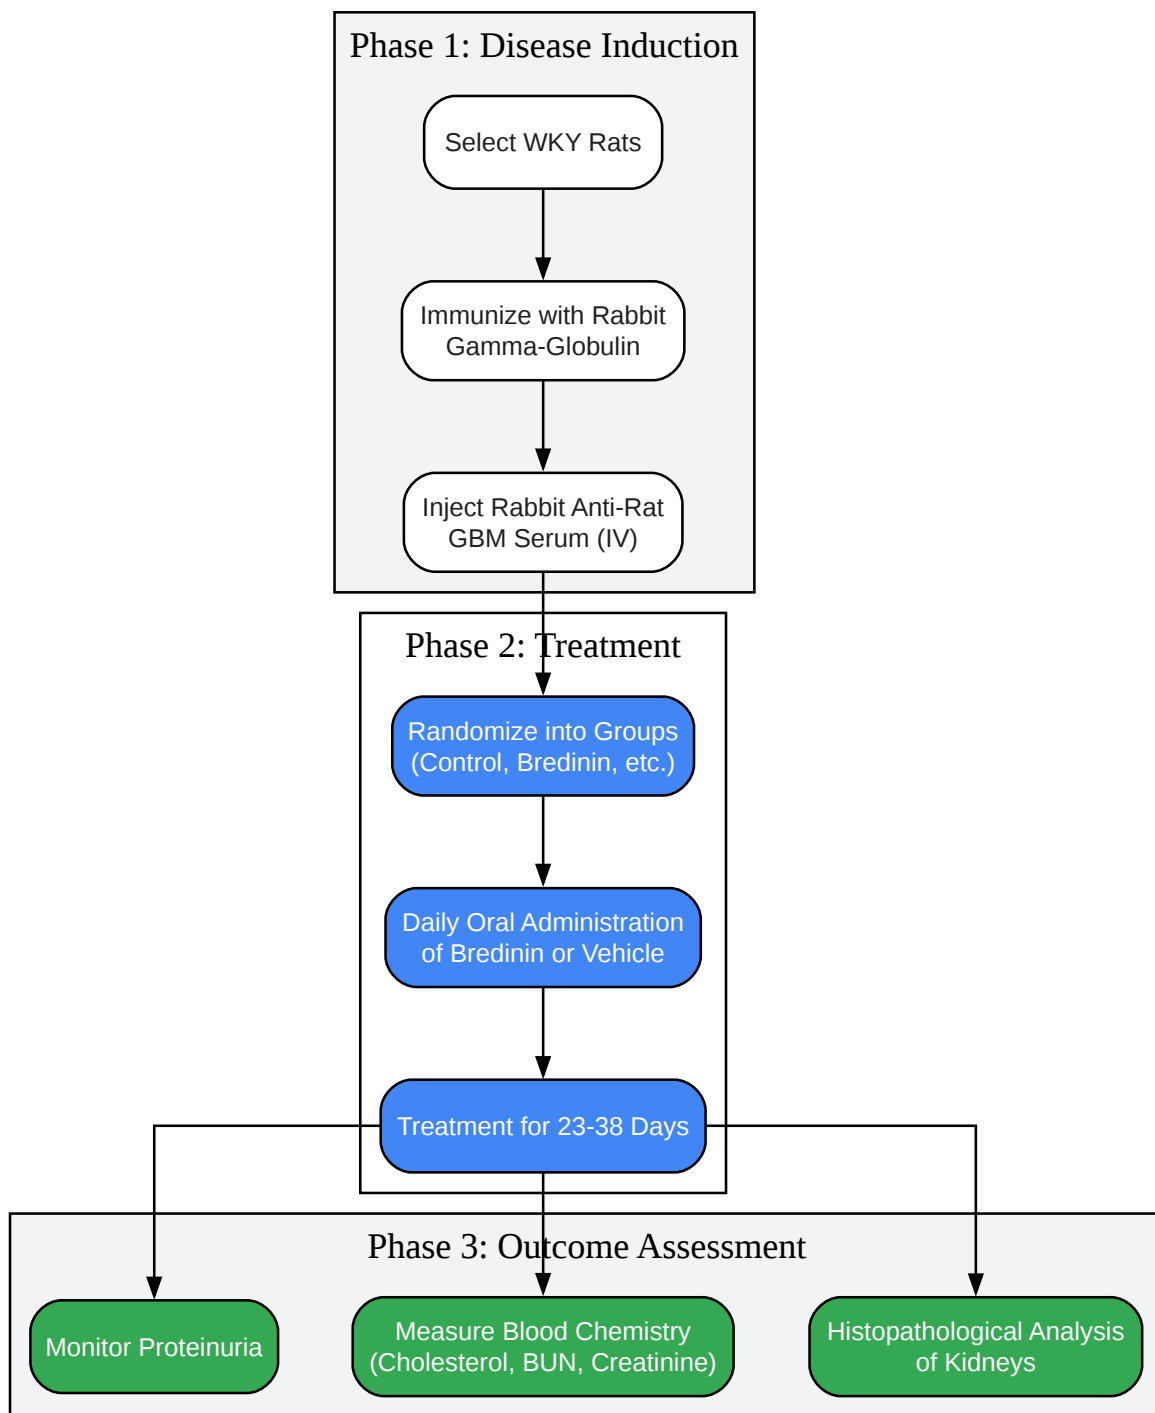 Phase 1: Disease Induction
Select WKY Rats
Immunize with Rabbit
Gamma-Globulin
Inject Rabbit Anti-Rat
GBM Serum (IV)
Phase 2: Treatment
Randomize into Groups
(Control, Bredinin, etc.)
Daily Oral Administration
of Bredinin or Vehicle
Treatment for 23-38 Days
Phase 3: Outcome Assessment
Monitor Proteinuria
Measure Blood Chemistry
(Cholesterol, BUN, Creatinine)
Histopathological Analysis
of Kidneys